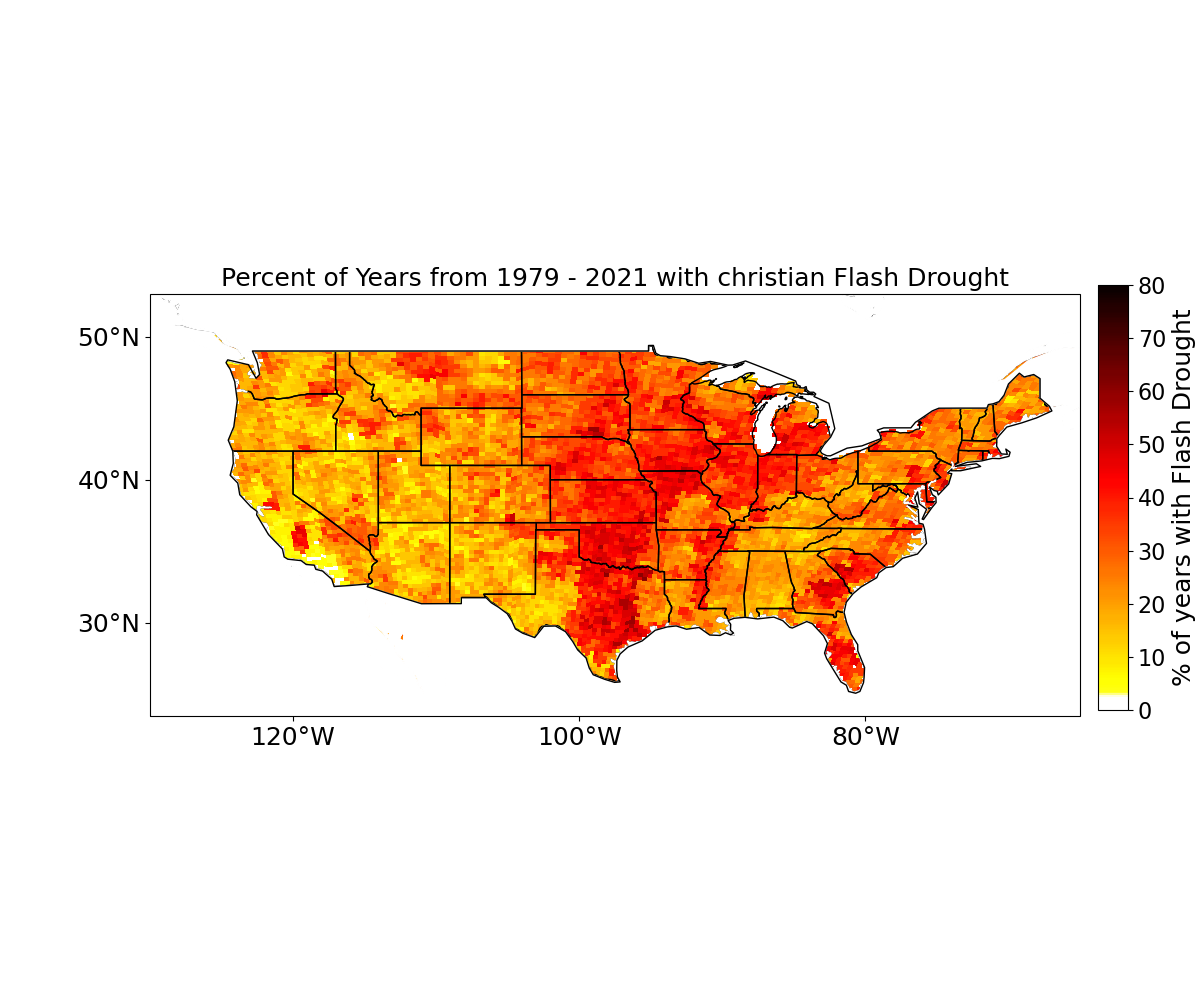 Percent of Years from 1979 - 2021 with christian Flash Drought
50°N
40°N
30°N
120°W
100°W
80°W
80
70
60
50
40
30
20
10
0
% of years with Flash Drought